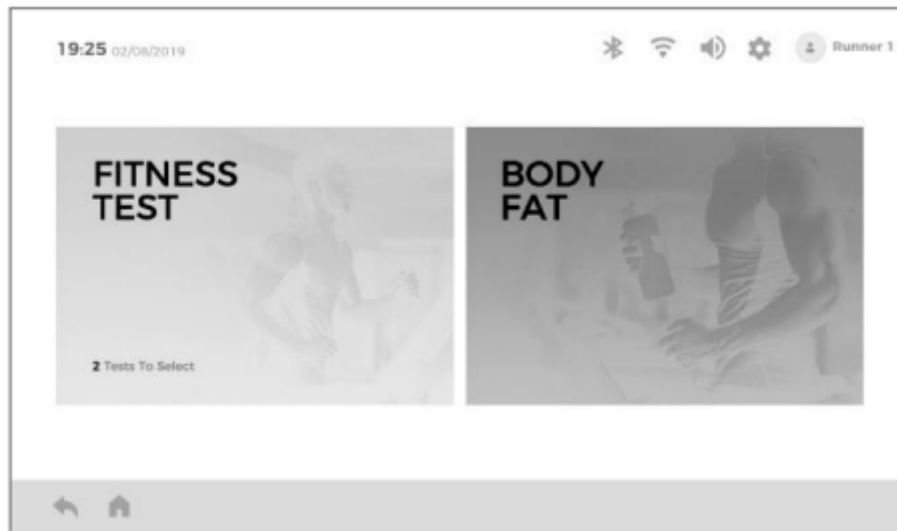 19:25 02/08/2019
Runner 1
FITNESS
TEST
2 Tests To Select
BODY
FAT